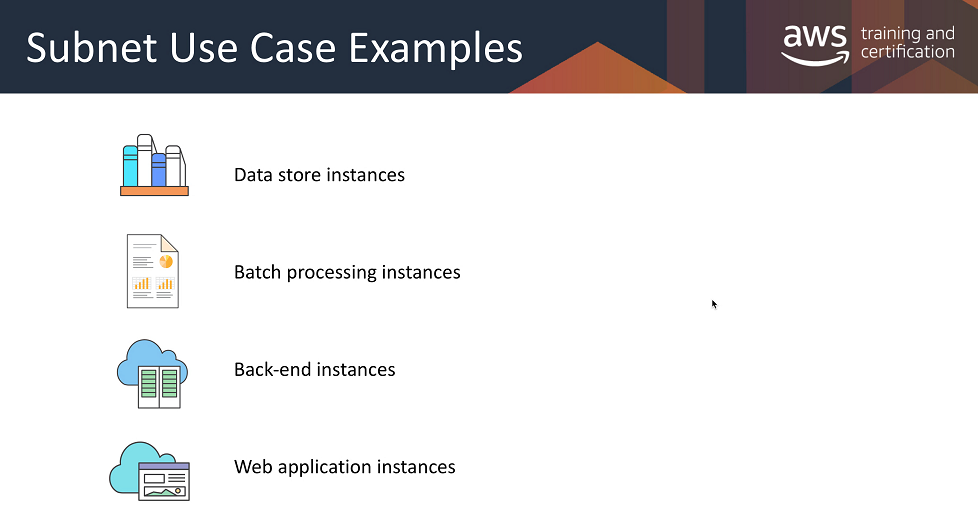 Subnet Use Case Examples
aws training and
certification
Data store instances
Batch processing instances
Back-end instances
Web application instances